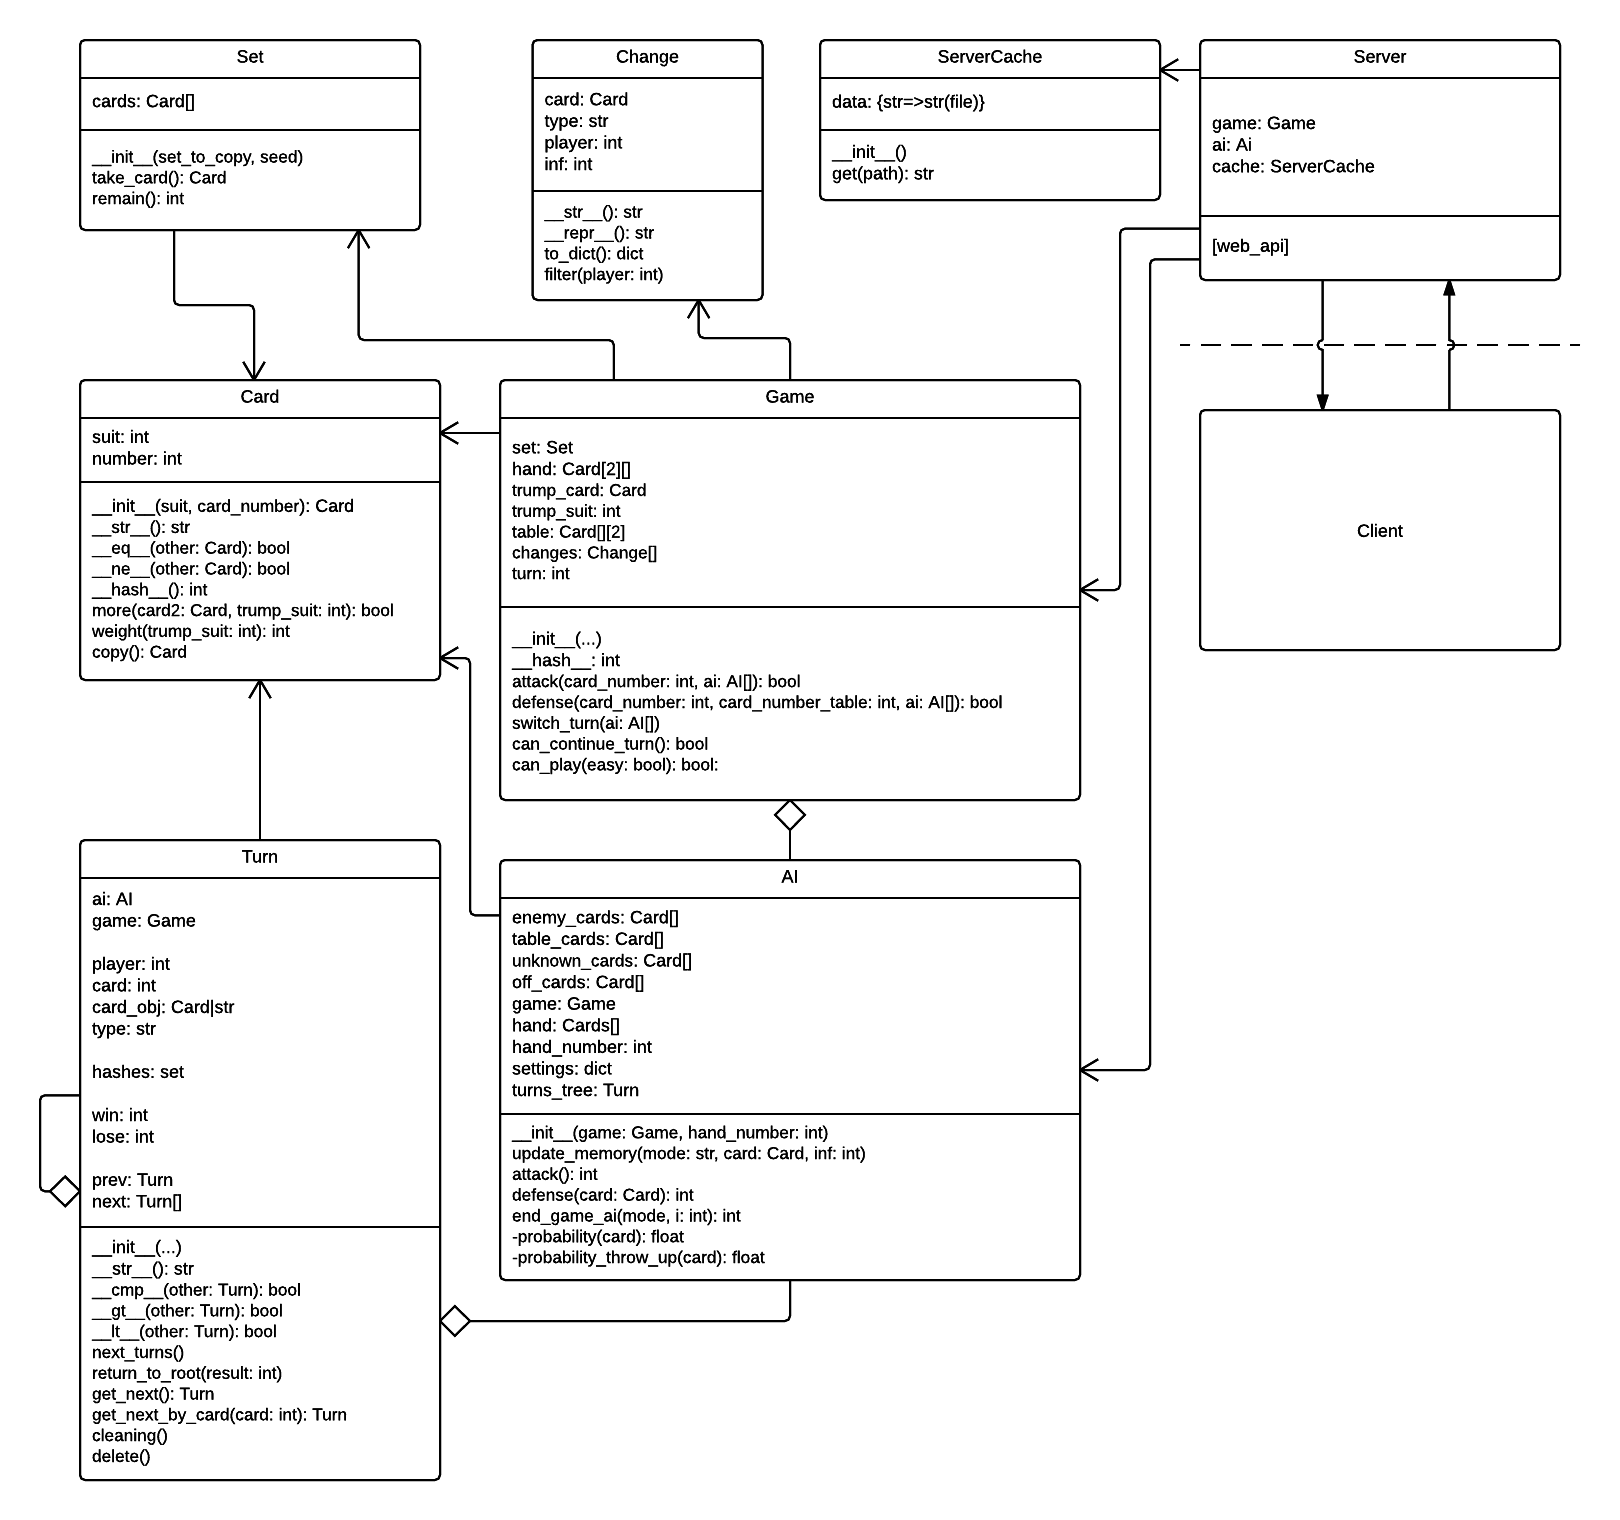 Set
cards: Card[]
__init__(set_to_copy, seed)
take_card(): Card
remain(): int
Change
card: Card
type: str
player: int
inf: int
__str__(): str
__repr__(): str
to_dict(): dict
filter(player: int)
ServerCache
data: {str=>str(file)}
__init__()
get(path): str
Server
game: Game
ai: Ai
cache: ServerCache
[web_api]
Card
suit: int
number: int
__init__(suit, card_number): Card
__str__(): str
__eq__(other: Card): bool
__ne__(other: Card): bool
__hash__(): int
more(card2: Card, trump_suit: int): bool
weight(trump_suit: int): int
copy(): Card
Game
set: Set
hand: Card[2][]
trump_card: Card
trump_suit: int
table: Card[][2]
changes: Change[]
turn: int
__init__(...)
__hash__: int
attack(card_number: int, ai: AI[]): bool
defense(card_number: int, card_number_table: int, ai: AI[]): bool
switch_turn(ai: AI[])
can_continue_turn(): bool
can_play(easy: bool): bool:
Client
Turn
ai: AI
game: Game
player: int
card: int
card_obj: Card|str
type: str
hashes: set
win: int
lose: int
prev: Turn
next: Turn[]
__init__(...)
__str__(): str
__cmp__(other: Turn): bool
__gt__(other: Turn): bool
__lt__(other: Turn): bool
next_turns()
return_to_root(result: int)
get_next(): Turn
get_next_by_card(card: int): Turn
cleaning()
delete()
AI
enemy_cards: Card[]
table_cards: Card[]
unknown_cards: Card[]
off_cards: Card[]
game: Game
hand: Cards[]
hand_number: int
settings: dict
turns_tree: Turn
__init__(game: Game, hand_number: int)
update_memory(mode: str, card: Card, inf: int)
attack(): int
defense(card: Card): int
end_game_ai(mode, i: int): int
-probability(card): float
-probability_throw_up(card): float